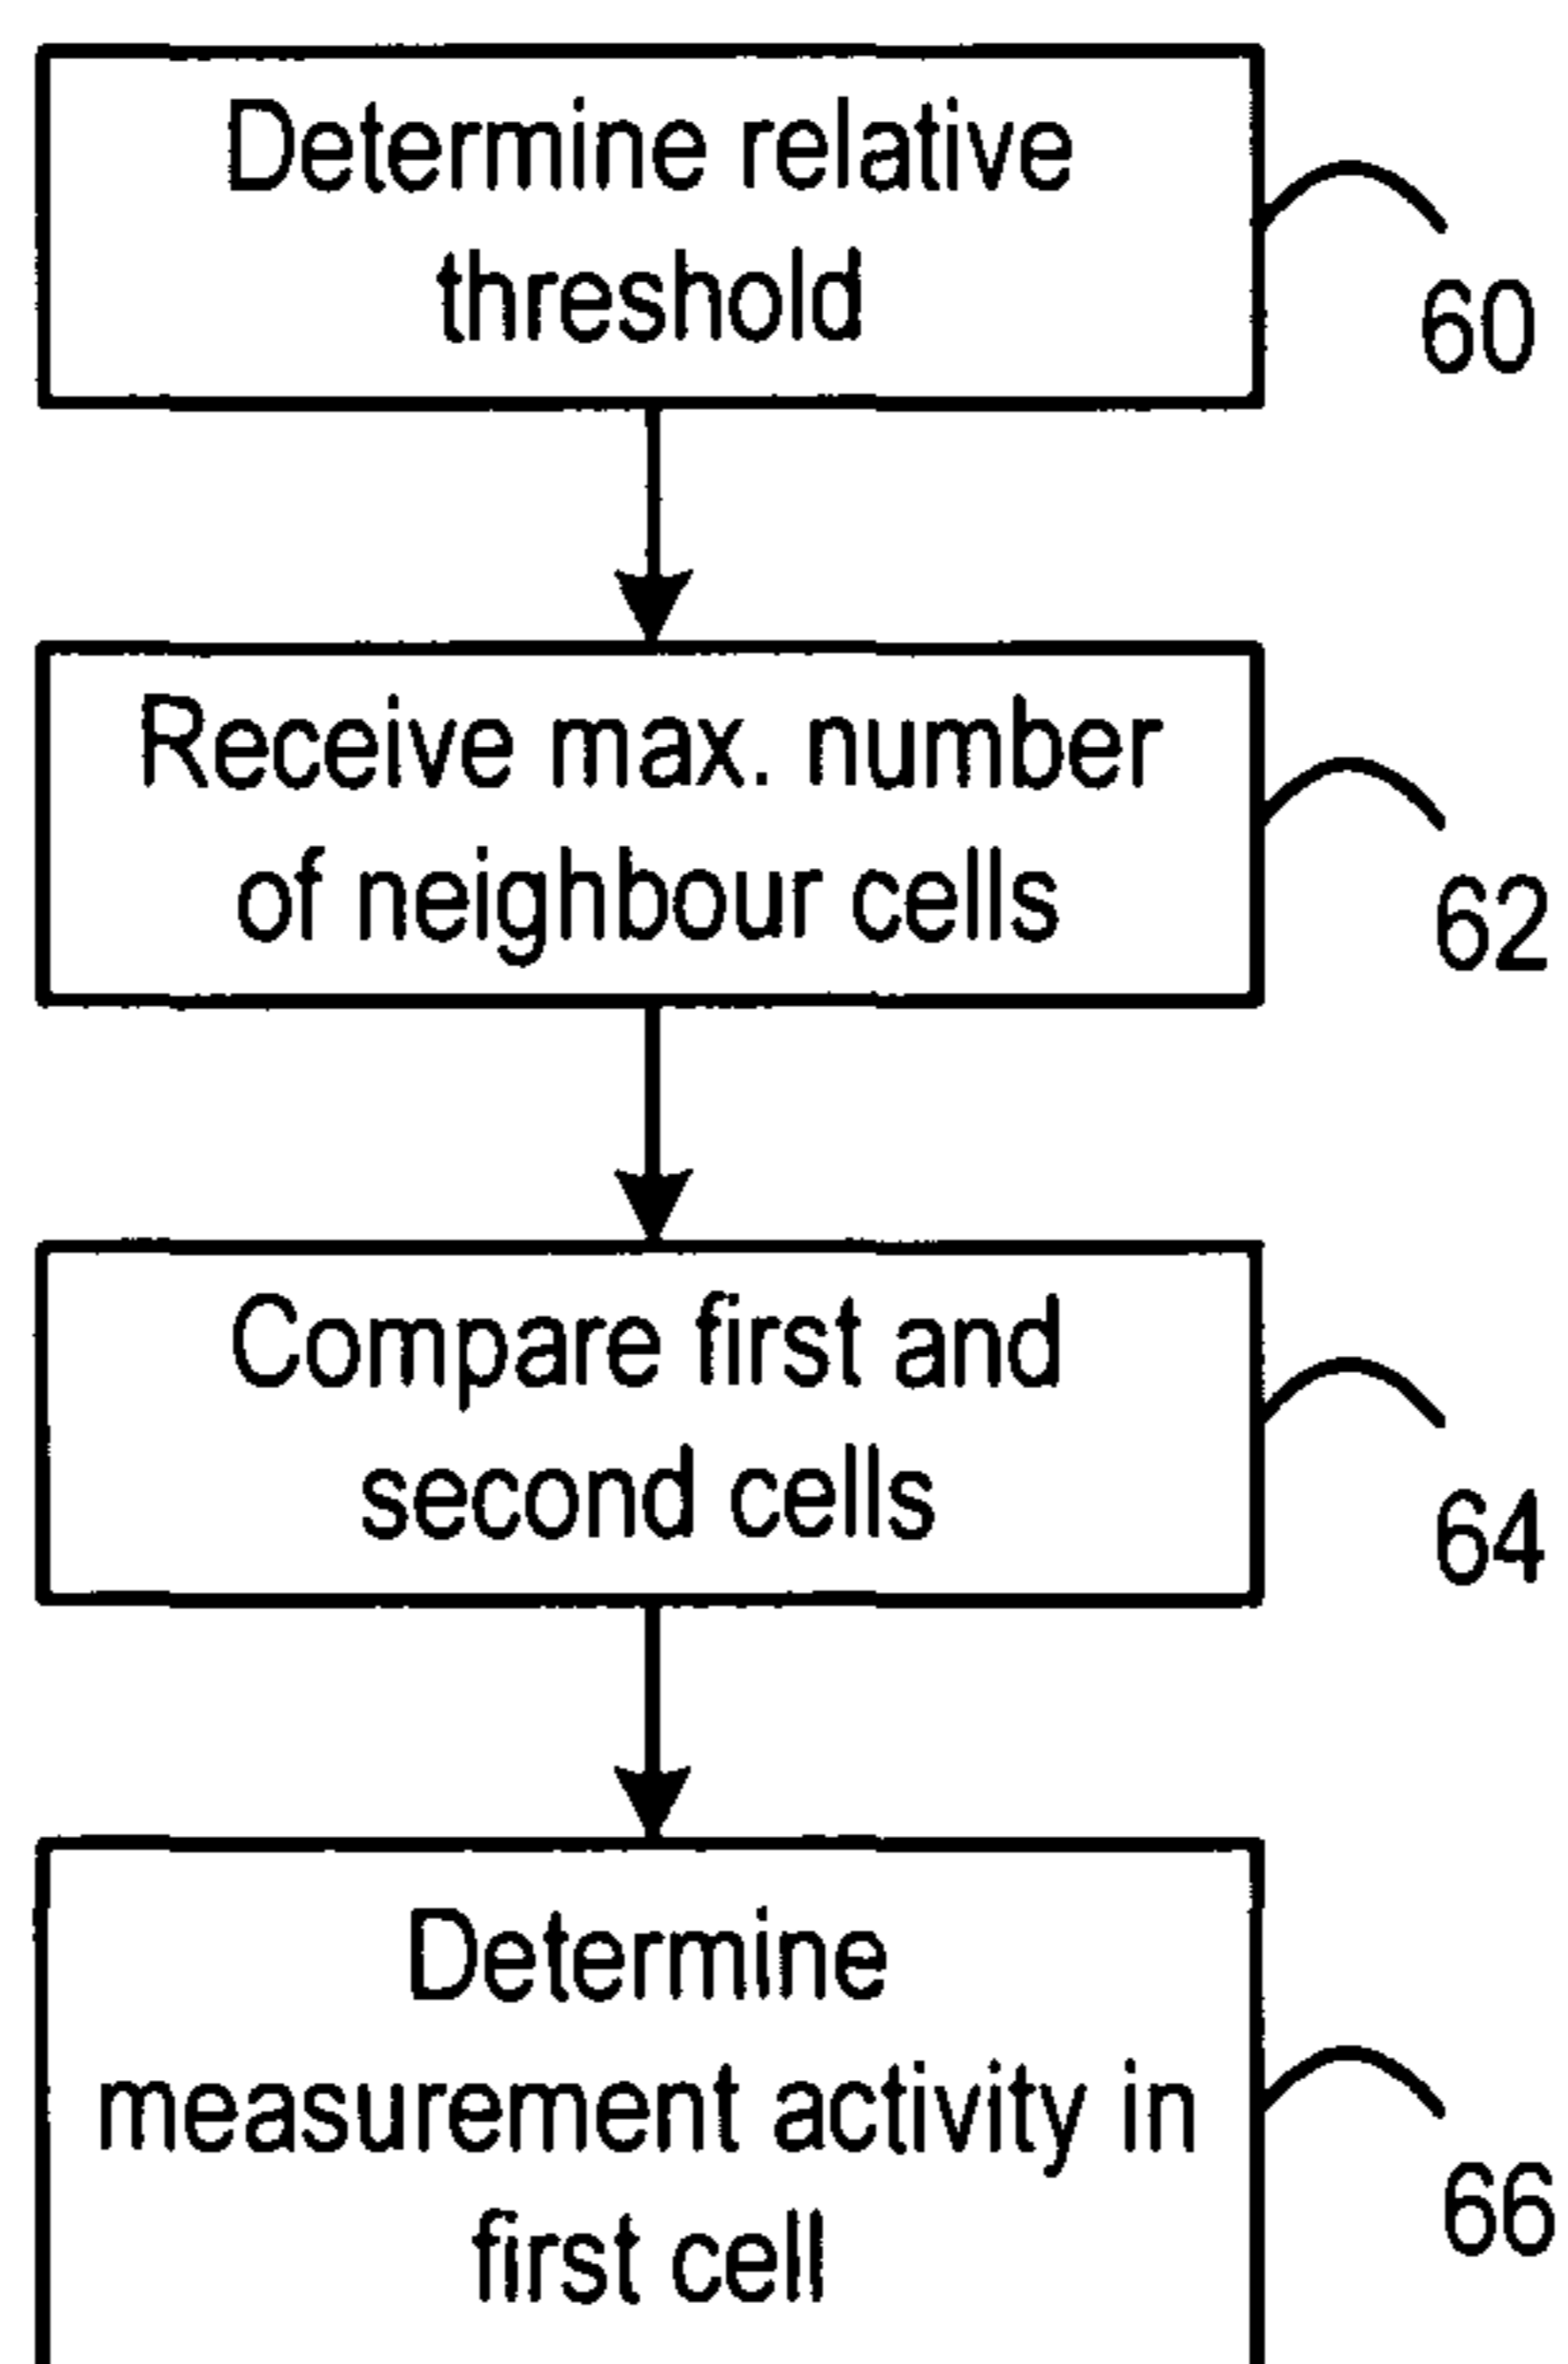 Determine relative
threshold
60
Receive max. number
of neighbour cells
62
Compare first and
second cells
64
Determine
measurement activity in
first cell
66